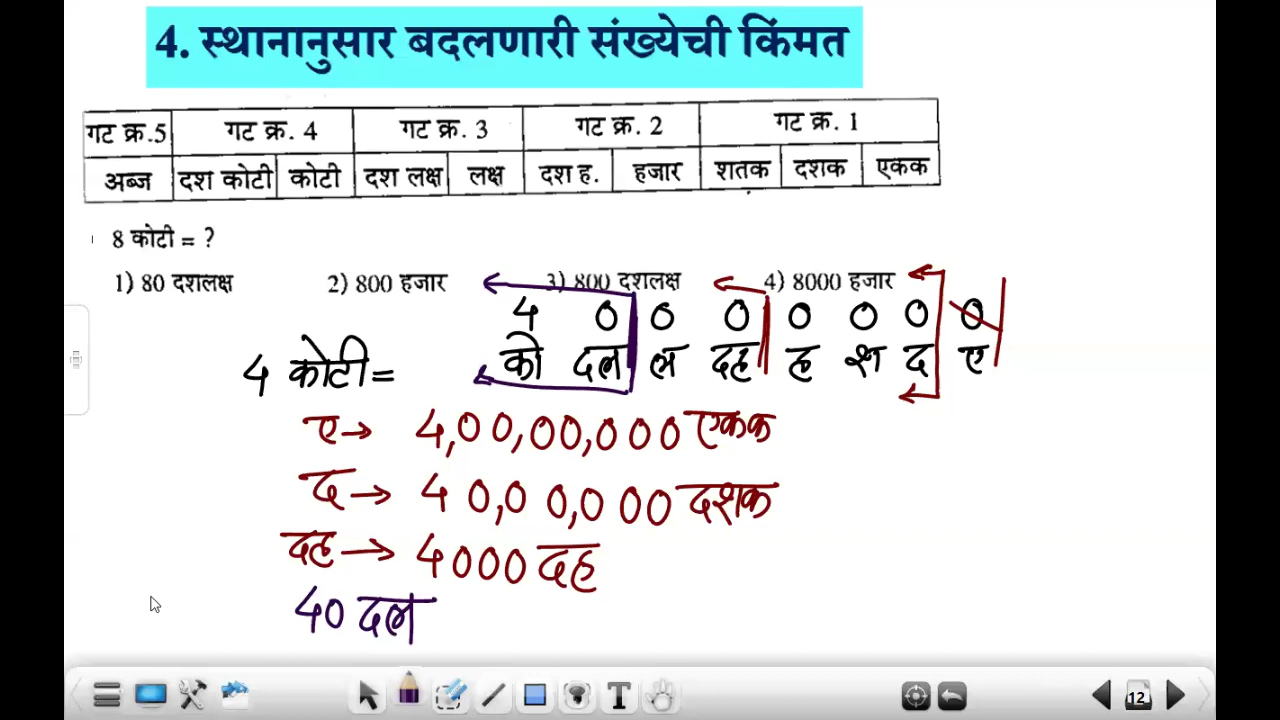 4. स्थानानुसार बदलणारी संख्येची किंमत
गट क्र.5 गट क्र. 4 गट क्र. 3 गट क्र. 2 गट क्र. 1
अब्ज दश कोटी कोटी दश लक्ष लक्ष दश ह. हजार शतक दशक एकक
8 कोटी = ?
1) 80 दशलक्ष 2) 800 हजार 3) 800 दशलक्ष 4) 8000 हजार
4 0 0 0 0 0 0 0
4 कोटी = को दल ल दह ह श द ए
ए → 4,00,00,000 एकक
द → 40,00,000 दशक
दह → 4000 दह
40 दल
12